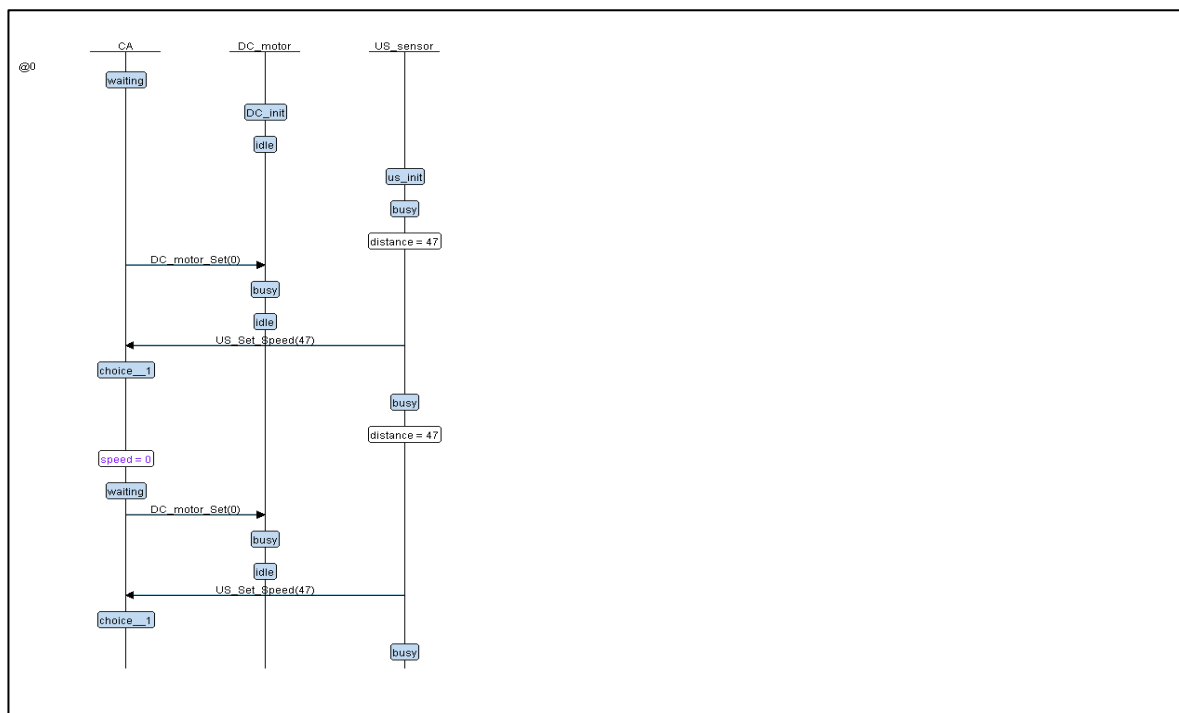 CA DC_motor US_sensor
@0
waiting
DC_init
idle
us_init
busy
distance = 47
DC_motor_Set(0)
busy
idle
US_Set_Speed(47)
choice__1
busy
distance = 47
speed = 0
waiting
DC_motor_Set(0)
busy
idle
US_Set_Speed(47)
choice__1
busy